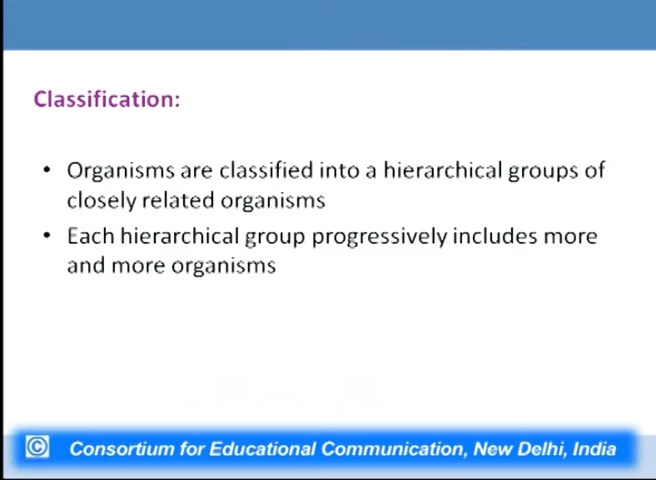 Classification:
• Organisms are classified into a hierarchical groups of
closely related organisms
• Each hierarchical group progressively includes more
and more organisms
© Consortium for Educational Communication, New Delhi, India